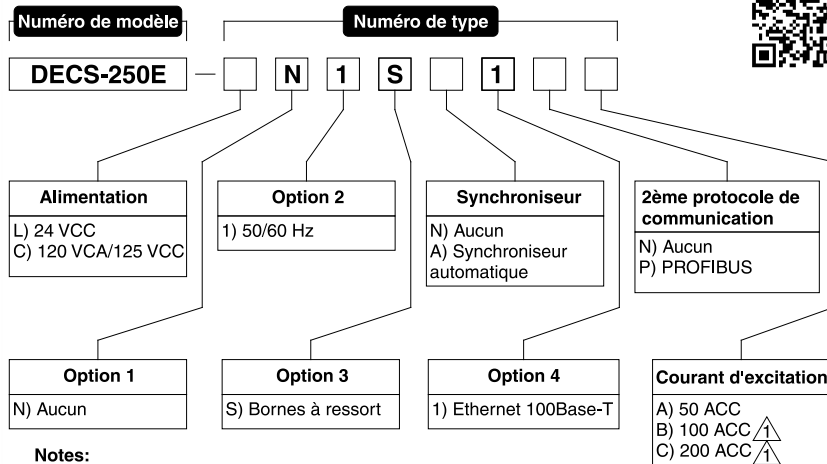 Numéro de modèle
Numéro de type
DECS-250E — N 1 S 1
Alimentation
L) 24 VCC
C) 120 VCA/125 VCC
Option 2
1) 50/60 Hz
Synchroniseur
N) Aucun
A) Synchroniseur
automatique
2ème protocole de
communication
N) Aucun
P) PROFIBUS
Option 1
N) Aucun
Option 3
S) Bornes à ressort
Option 4
1) Ethernet 100Base-T
Courant d'excitation
A) 50 ACC
B) 100 ACC 1
C) 200 ACC 1
Notes: